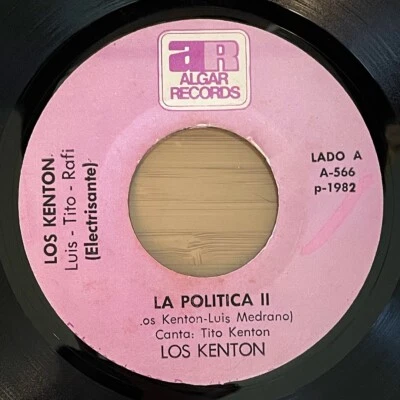 aR
ALGAR
RECORDS
LOS KENTON
Luis - Tito - Rafi
(Electrisante)
LADO A
A-566
p-1982
LA POLITICA II
os Kenton-Luis Medrano)
Canta: Tito Kenton
LOS KENTON